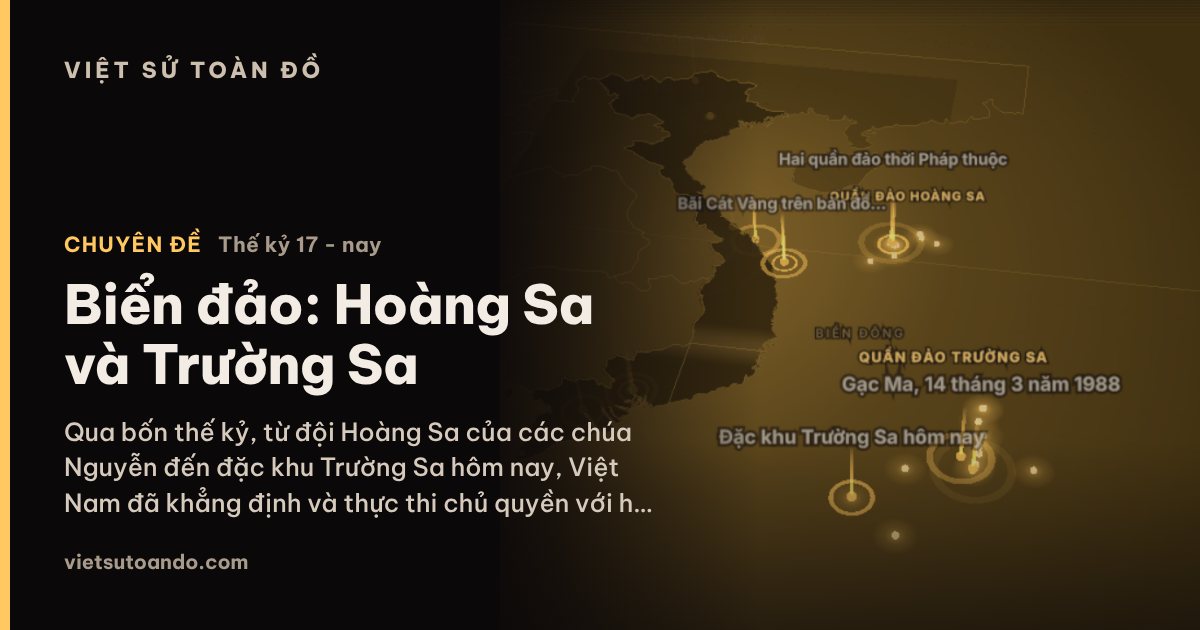 VIỆT SỬ TOÀN ĐỒ
CHUYÊN ĐỀ Thế kỷ 17 - nay
Biển đảo: Hoàng Sa
và Trường Sa
Qua bốn thế kỷ, từ đội Hoàng Sa của các chúa
Nguyễn đến đặc khu Trường Sa hôm nay, Việt
Nam đã khẳng định và thực thi chủ quyền với h...
vietsutoando.com
Hai quần đảo thời Pháp thuộc
QUẦN ĐẢO HOÀNG SA
Bãi Cát Vàng trên bản đồ...
BIỂN ĐÔNG
QUẦN ĐẢO TRƯỜNG SA
Gạc Ma, 14 tháng 3 năm 1988
Đặc khu Trường Sa hôm nay